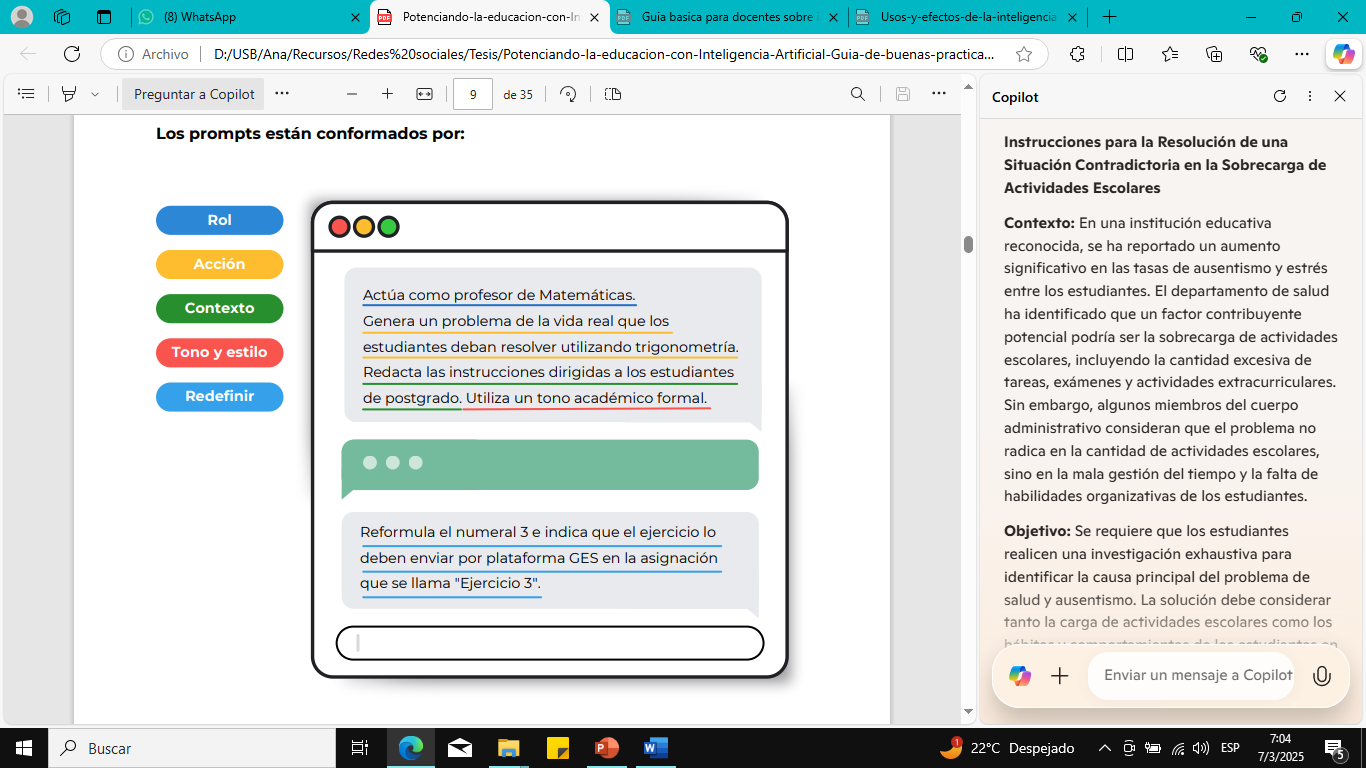 (8) WhatsApp
Potenciando-la-educacion-con-In
Guia basica para docentes sobre i
Usos-y-efectos-de-la-inteligencia
Archivo
D:/USB/Ana/Recursos/Redes%20sociales/Tesis/Potenciando-la-educacion-con-Inteligencia-Artificial-Guia-de-buenas-practica...
Preguntar a Copilot
9
de 35
Los prompts están conformados por:
Rol
Acción
Contexto
Tono y estilo
Redefinir
Actúa como profesor de Matemáticas.
Genera un problema de la vida real que los
estudiantes deban resolver utilizando trigonometría.
Redacta las instrucciones dirigidas a los estudiantes
de postgrado. Utiliza un tono académico formal.
Reformula el numeral 3 e indica que el ejercicio lo
deben enviar por plataforma GES en la asignación
que se llama "Ejercicio 3".
Copilot
Instrucciones para la Resolución de una
Situación Contradictoria en la Sobrecarga de
Actividades Escolares
Contexto: En una institución educativa
reconocida, se ha reportado un aumento
significativo en las tasas de ausentismo y estrés
entre los estudiantes. El departamento de salud
ha identificado que un factor contribuyente
potencial podría ser la sobrecarga de actividades
escolares, incluyendo la cantidad excesiva de
tareas, exámenes y actividades extracurriculares.
Sin embargo, algunos miembros del cuerpo
administrativo consideran que el problema no
radica en la cantidad de actividades escolares,
sino en la mala gestión del tiempo y la falta de
habilidades organizativas de los estudiantes.
Objetivo: Se requiere que los estudiantes
realicen una investigación exhaustiva para
identificar la causa principal del problema de
salud y ausentismo. La solución debe considerar
tanto la carga de actividades escolares como los
Enviar un mensaje a Copilot
Buscar
1
22°C Despejado
ESP
7:04
7/3/2025
5